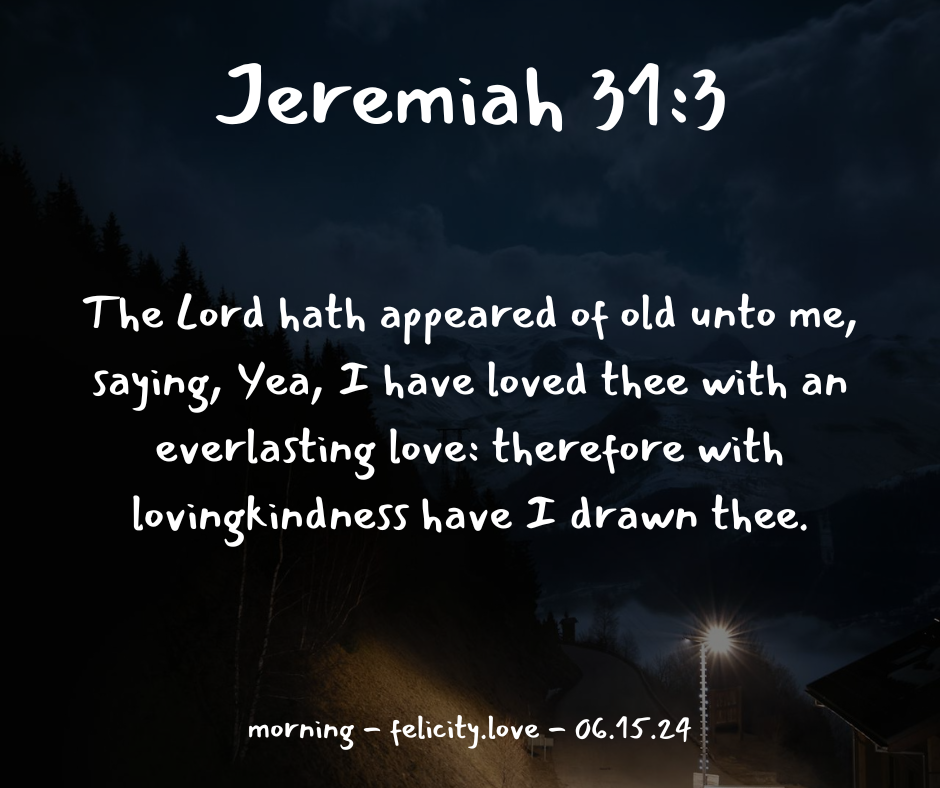 Jeremiah 31:3
The Lord hath appeared of old unto me,
saying, Yea, I have loved thee with an
everlasting love: therefore with
lovingkindness have I drawn thee.
morning – felicity.love – 06.15.24